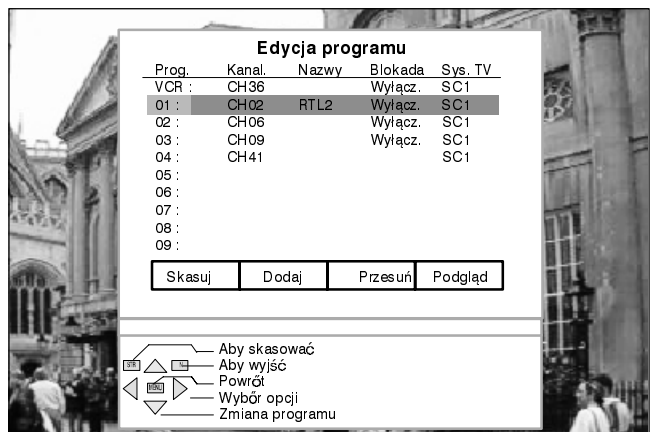 Edycja programu
Prog. Kanal. Nazwy Blokada Sys. TV
VCR : CH36 Wyłącz. SC1
01 : CH02 RTL2 Wyłącz. SC1
02 : CH06 Wyłącz. SC1
03 : CH09 Wyłącz. SC1
04 : CH41 SC1
05 :
06 :
07 :
08 :
09 :
Skasuj Dodaj Przesuń Podgląd
Aby skasować
STR N Aby wyjść
MENU Powrót
Wybór opcji
Zmiana programu